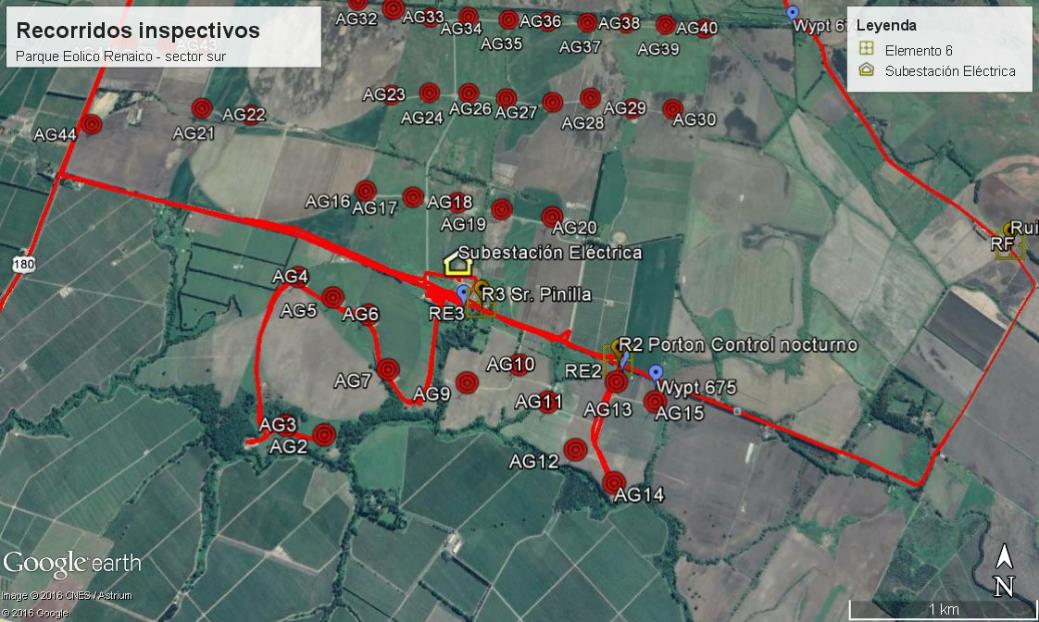 Recorridos inspectivos
Parque Eolico Renaico - sector sur
AG43
AG32
AG33
AG34
AG35
AG36
AG37
AG38
AG39
AG40
Wypt 67
Leyenda
Elemento 6
Subestación Eléctrica
AG44
AG21
AG22
AG23
AG24
AG26
AG27
AG28
AG29
AG30
AG16
AG17
AG18
AG19
AG20
Rui
RF
180
Subestación Eléctrica
AG4
AG5
AG6
RE3
R3 Sr. Pinilla
R2 Porton Control nocturno
RE2
Wypt 675
AG7
AG9
AG10
AG11
AG13
AG15
AG3
AG2
AG12
AG14
Google earth
Image © 2016 CNES / Astrium
© 2016 Google
N
1 km